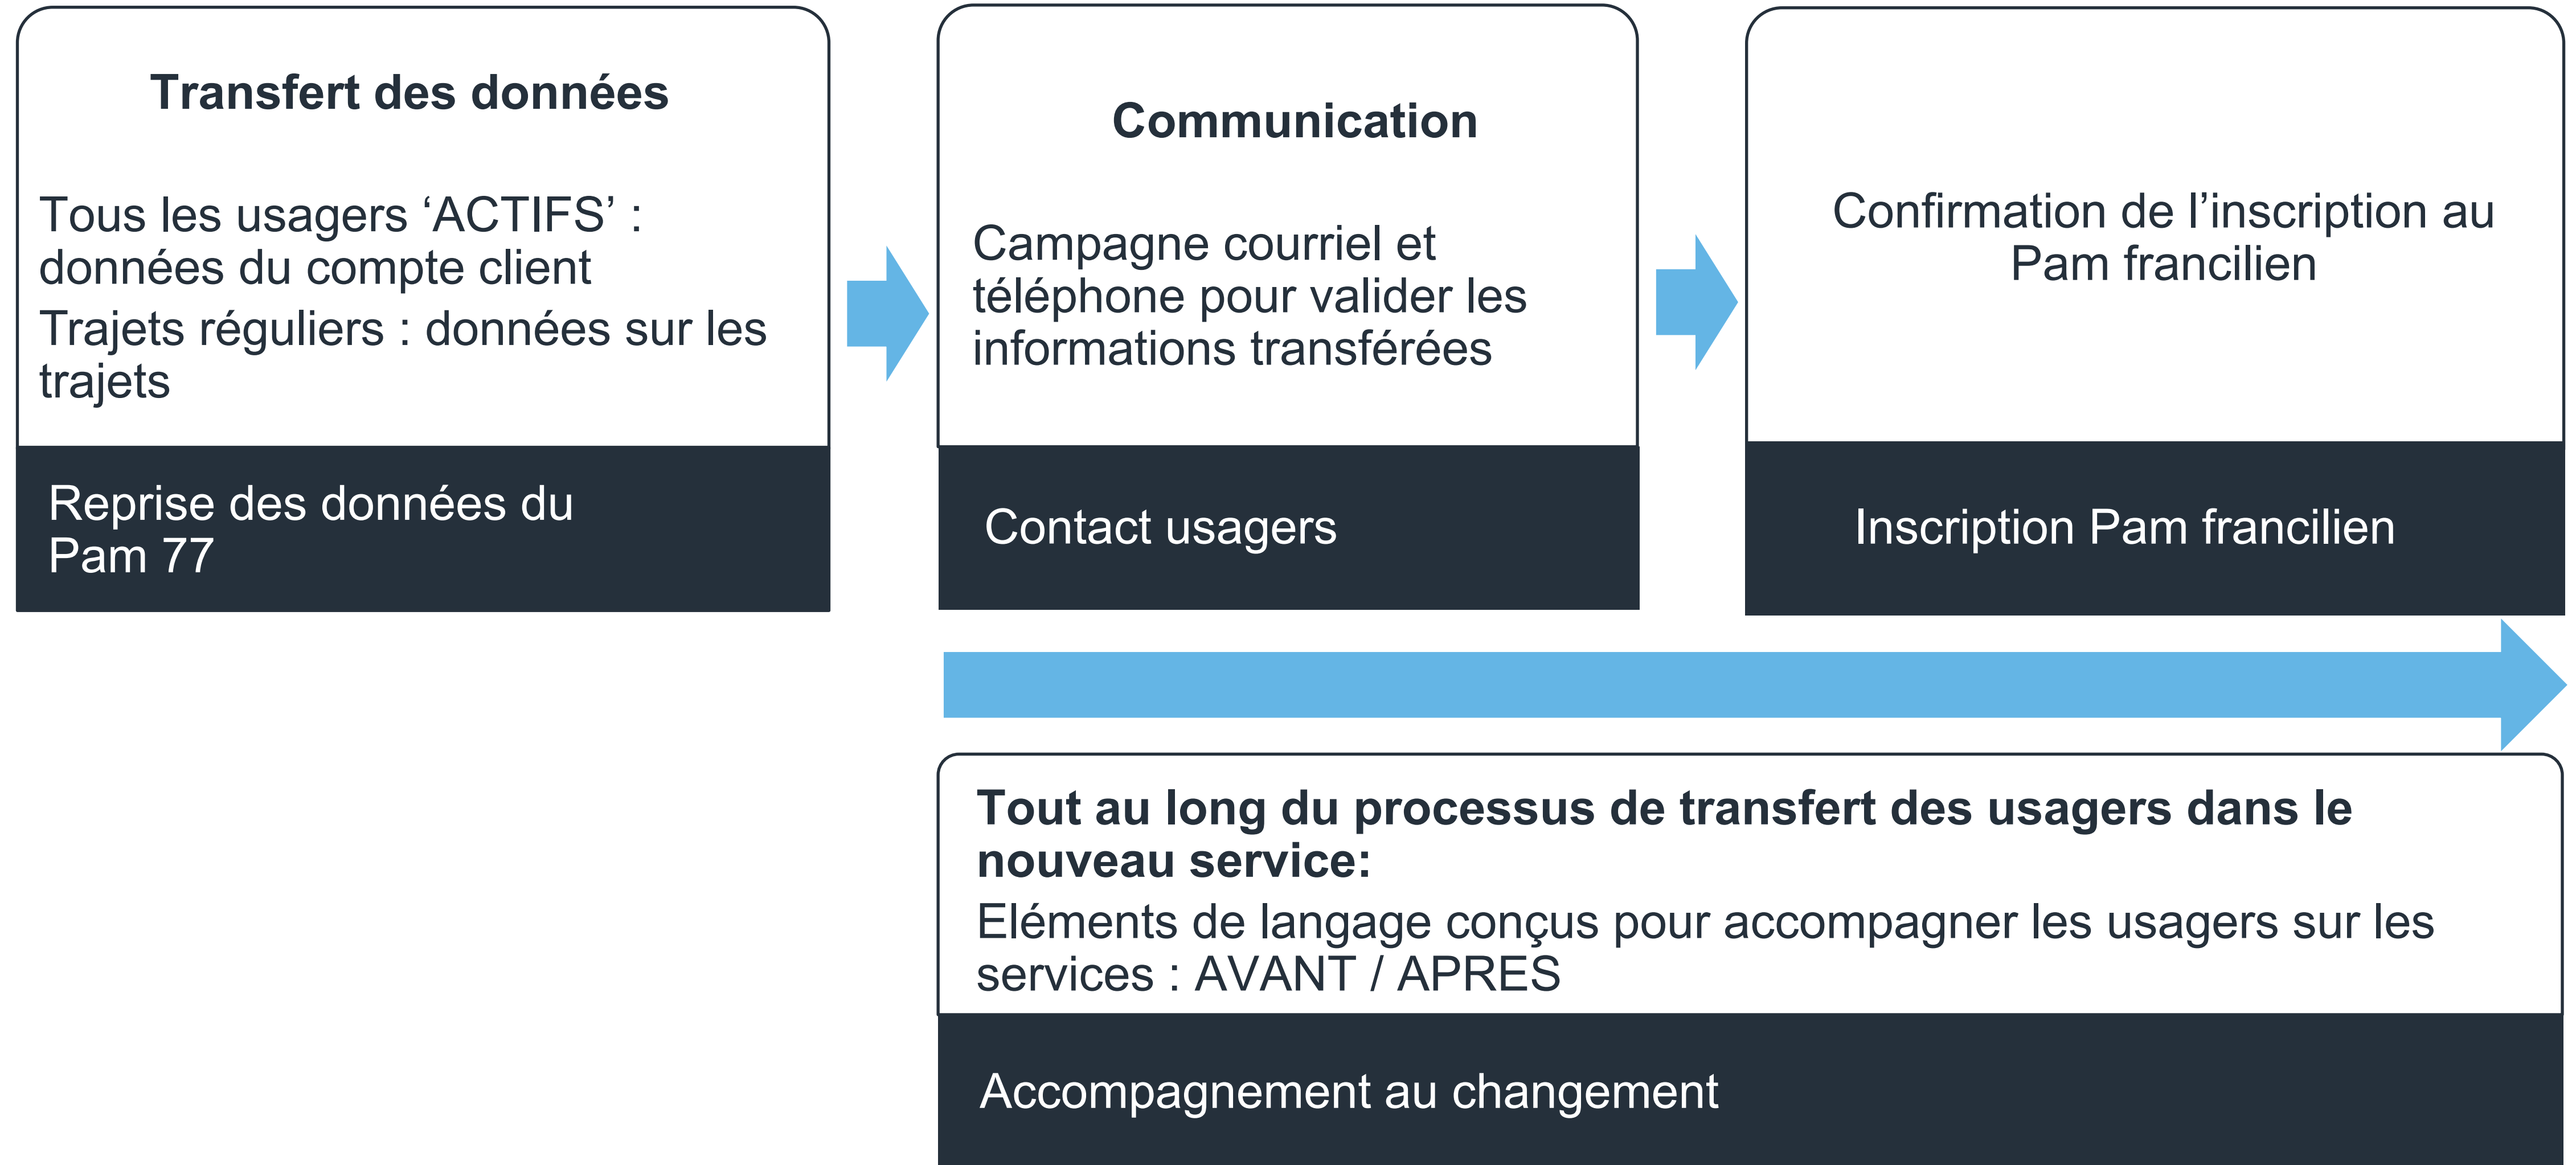 Transfert des données
Tous les usagers ‘ACTIFS’ :
données du compte client
Trajets réguliers : données sur les
trajets
Reprise des données du
Pam 77
Communication
Campagne courriel et
téléphone pour valider les
informations transférées
Contact usagers
Confirmation de l’inscription au
Pam francilien
Inscription Pam francilien
Tout au long du processus de transfert des usagers dans le
nouveau service:
Eléments de langage conçus pour accompagner les usagers sur les
services : AVANT / APRES
Accompagnement au changement